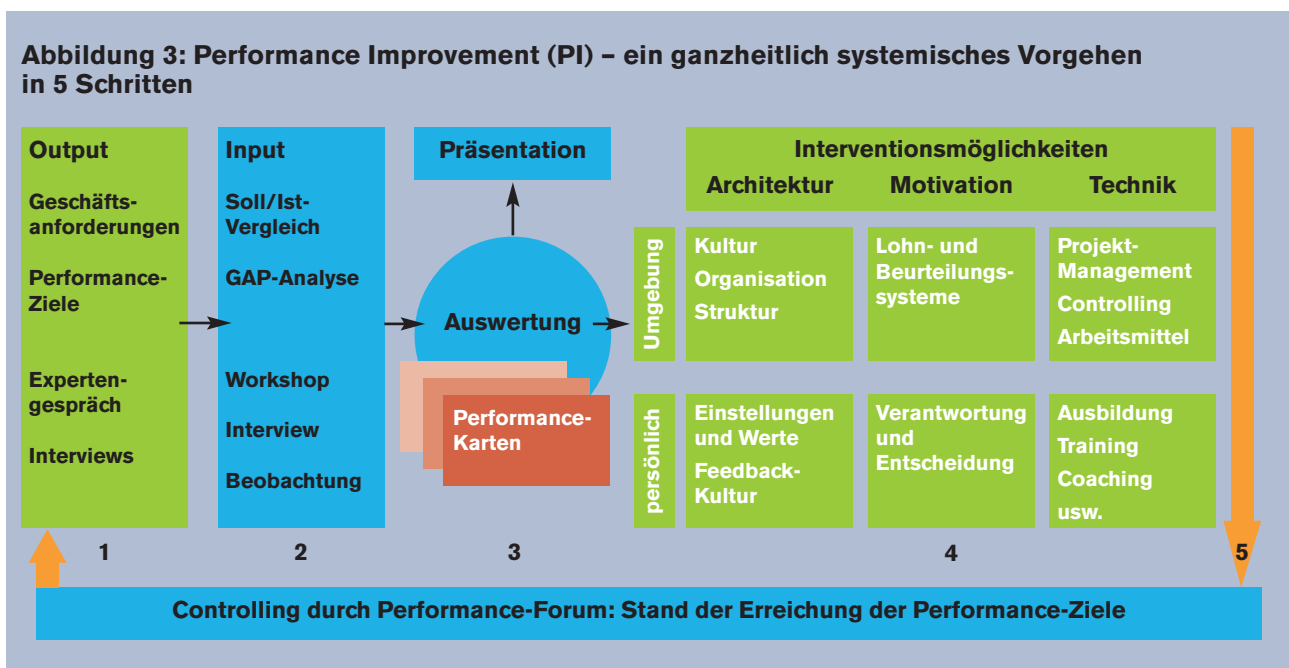 Abbildung 3: Performance Improvement (PI) – ein ganzheitlich systemisches Vorgehen
in 5 Schritten
Output
Geschäfts-
anforderungen
Performance-
Ziele
Experten-
gespräch
Interviews
Input
Soll/Ist-
Vergleich
GAP-Analyse
Workshop
Interview
Beobachtung
Präsentation
Auswertung
Performance-
Karten
Interventionsmöglichkeiten
Architektur
Motivation
Technik
Umgebung
Kultur
Organisation
Struktur
Lohn- und
Beurteilungs-
systeme
Projekt-
Management
Controlling
Arbeitsmittel
persönlich
Einstellungen
und Werte
Feedback-
Kultur
Verantwortung
und
Entscheidung
Ausbildung
Training
Coaching
usw.
1
2
3
4
5
Controlling durch Performance-Forum: Stand der Erreichung der Performance-Ziele